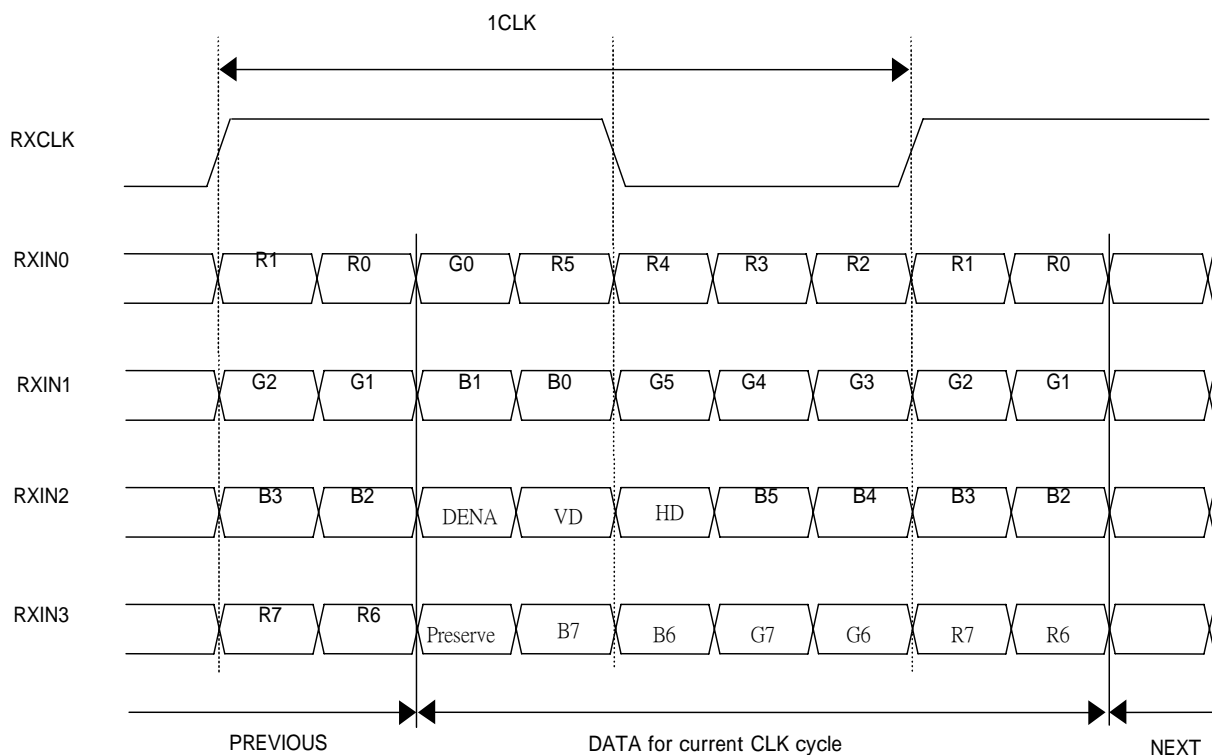 1CLK
RXCLK
RXIN0 R1 R0 G0 R5 R4 R3 R2 R1 R0
RXIN1 G2 G1 B1 B0 G5 G4 G3 G2 G1
RXIN2 B3 B2 DENA VD HD B5 B4 B3 B2
RXIN3 R7 R6 Preserve B7 B6 G7 G6 R7 R6
PREVIOUS DATA for current CLK cycle NEXT